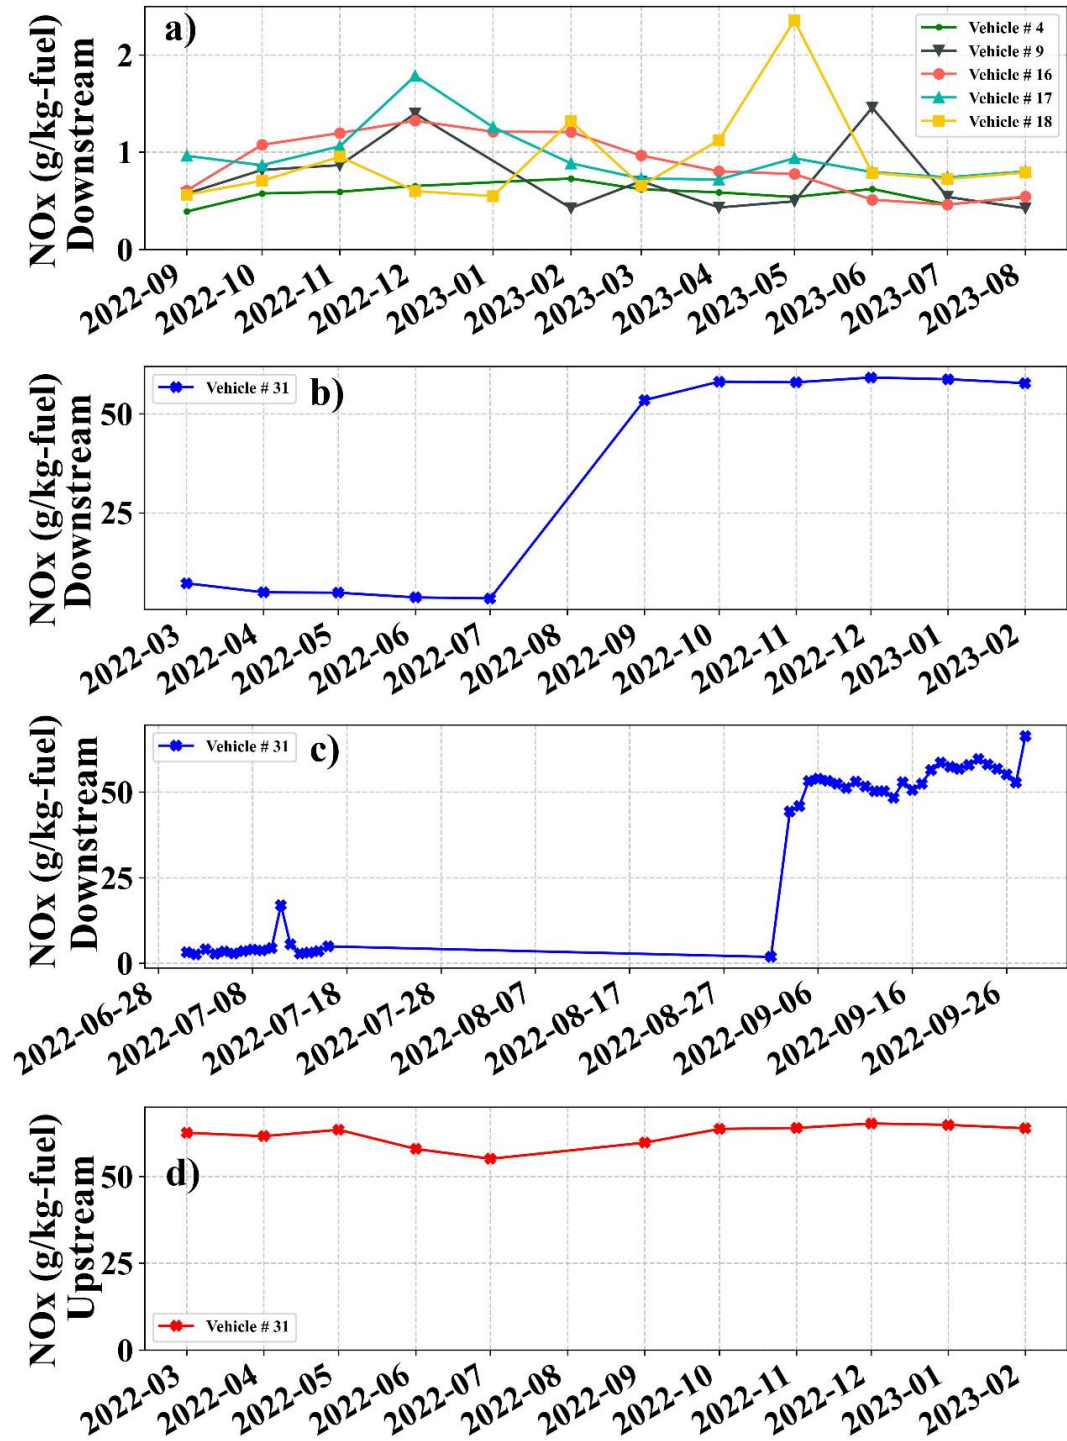 a)
NOx (g/kg-fuel)
Downstream
2
1
0
Vehicle # 4
Vehicle # 9
Vehicle # 16
Vehicle # 17
Vehicle # 18
2022-09
2022-10
2022-11
2022-12
2023-01
2023-02
2023-03
2023-04
2023-05
2023-06
2023-07
2023-08
Vehicle # 31
b)
NOx (g/kg-fuel)
Downstream
50
25
2022-03
2022-04
2022-05
2022-06
2022-07
2022-08
2022-09
2022-10
2022-11
2022-12
2023-01
2023-02
Vehicle # 31
c)
NOx (g/kg-fuel)
Downstream
50
25
0
2022-06-28
2022-07-08
2022-07-18
2022-07-28
2022-08-07
2022-08-17
2022-08-27
2022-09-06
2022-09-16
2022-09-26
d)
NOx (g/kg-fuel)
Upstream
50
25
0
Vehicle # 31
2022-03
2022-04
2022-05
2022-06
2022-07
2022-08
2022-09
2022-10
2022-11
2022-12
2023-01
2023-02